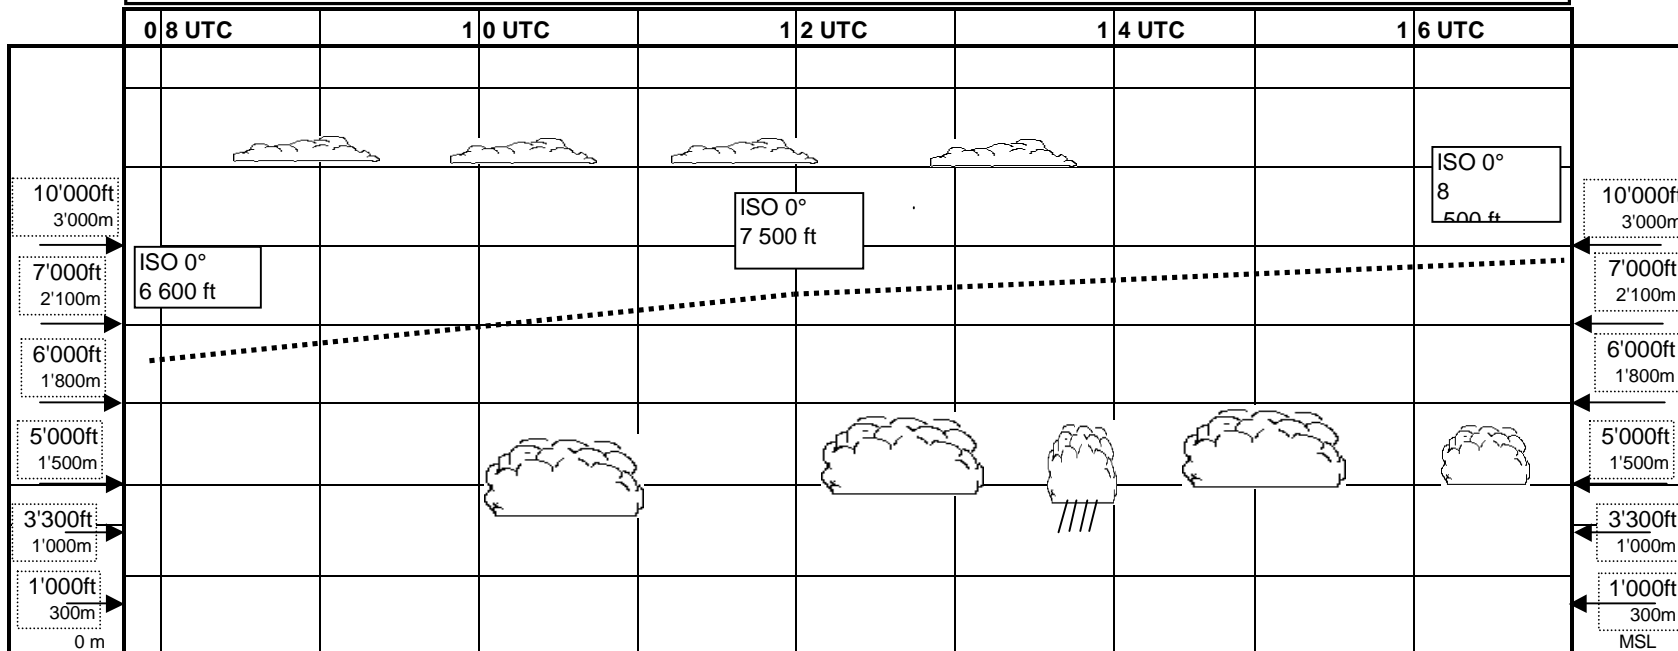 08 UTC 10 UTC 12 UTC 14 UTC 16 UTC
10'000ft
3'000m
7'000ft
2'100m
6'000ft
1'800m
5'000ft
1'500m
3'300ft
1'000m
1'000ft
300m
0 m
ISO 0°
6 600 ft
ISO 0°
7 500 ft
ISO 0°
8
500 ft
10'000ft
3'000m
7'000ft
2'100m
6'000ft
1'800m
5'000ft
1'500m
3'300ft
1'000m
1'000ft
300m
MSL